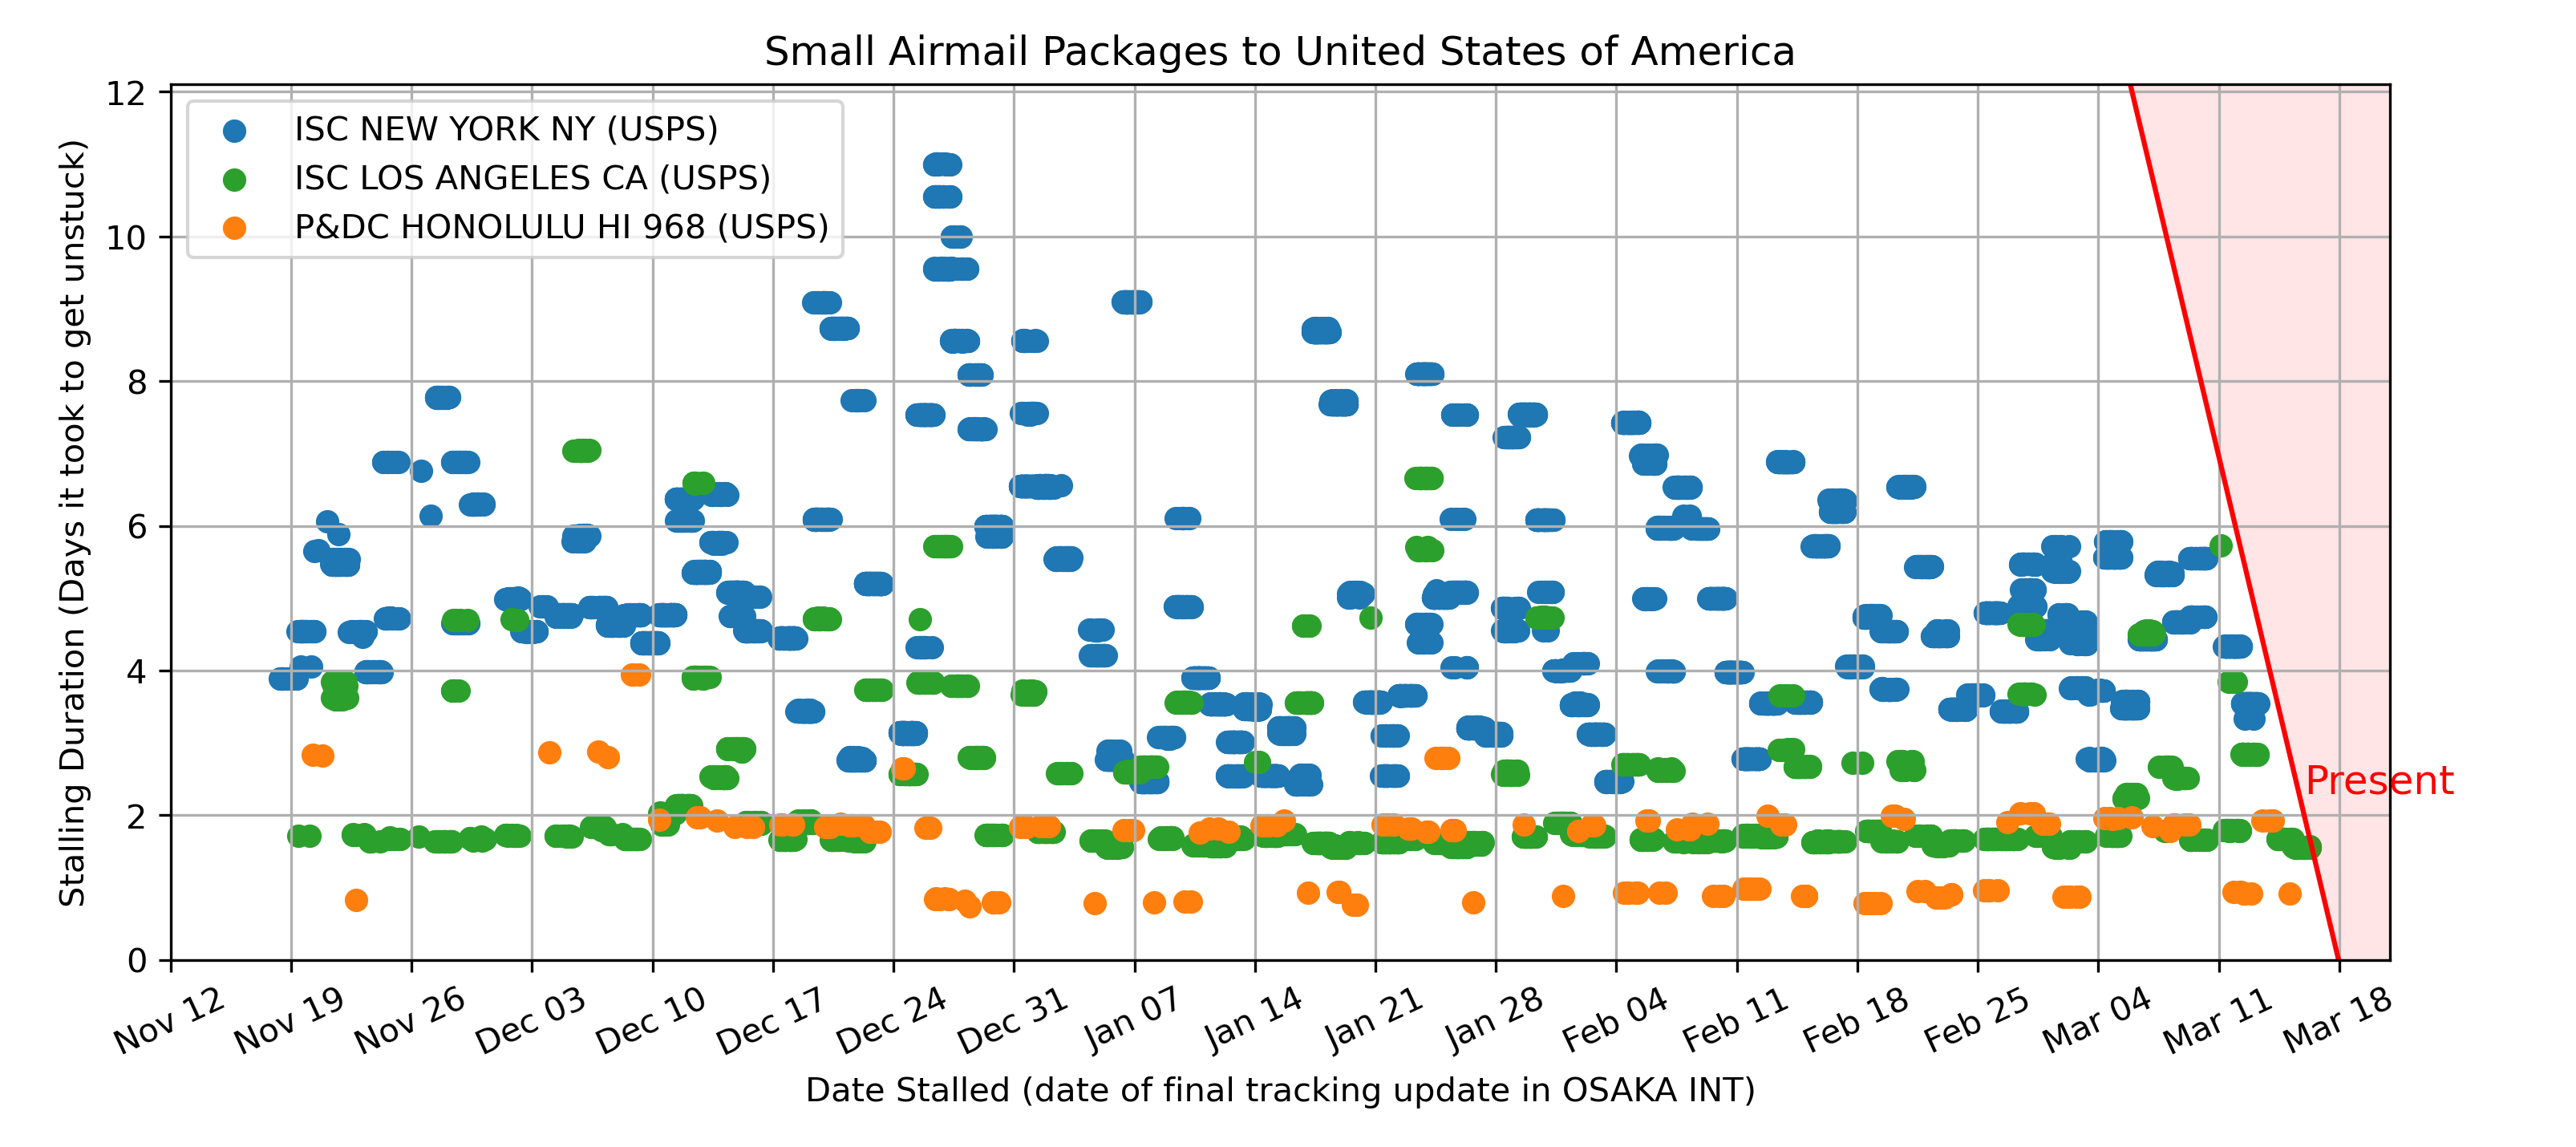 Small Airmail Packages to United States of America
ISC NEW YORK NY (USPS)
ISC LOS ANGELES CA (USPS)
P&DC HONOLULU HI 968 (USPS)
Stalling Duration (Days it took to get unstuck)
12
10
8
6
4
2
0
Present
Nov 12
Nov 19
Nov 26
Dec 03
Dec 10
Dec 17
Dec 24
Dec 31
Jan 07
Jan 14
Jan 21
Jan 28
Feb 04
Feb 11
Feb 18
Feb 25
Mar 04
Mar 11
Mar 18
Date Stalled (date of final tracking update in OSAKA INT)